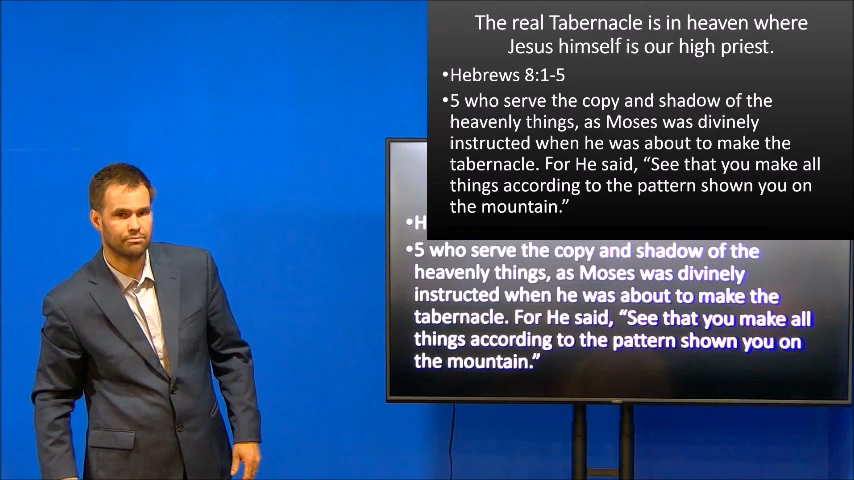 The real Tabernacle is in heaven where
Jesus himself is our high priest.
•Hebrews 8:1-5
•5 who serve the copy and shadow of the
heavenly things, as Moses was divinely
instructed when he was about to make the
tabernacle. For He said, “See that you make all
things according to the pattern shown you on
the mountain.”
•H
•5 who serve the copy and shadow of the
heavenly things, as Moses was divinely
instructed when he was about to make the
tabernacle. For He said, “See that you make all
things according to the pattern shown you on
the mountain.”